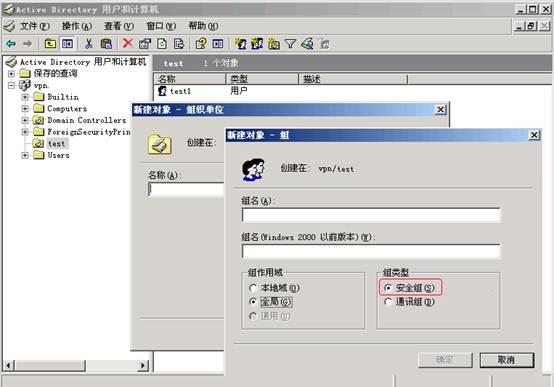 Active Directory 用户和计算机
文件(F) 操作(A) 查看(V) 窗口(W) 帮助(H)
Active Directory 用户和计算机
保存的查询
vpn.
Builtin
Computers
Domain Controllers
ForeignSecurityPrin
test
Users
test 1 个对象
名称 类型 描述
test1 用户
新建对象 - 组织单位
创建在:
名称(A):
新建对象 - 组
创建在: vpn/test
组名(A):
组名(Windows 2000 以前版本)(W):
组作用域
本地域(O)
全局(G)
通用(U)
组类型
安全组(S)
通讯组(D)
确定 取消